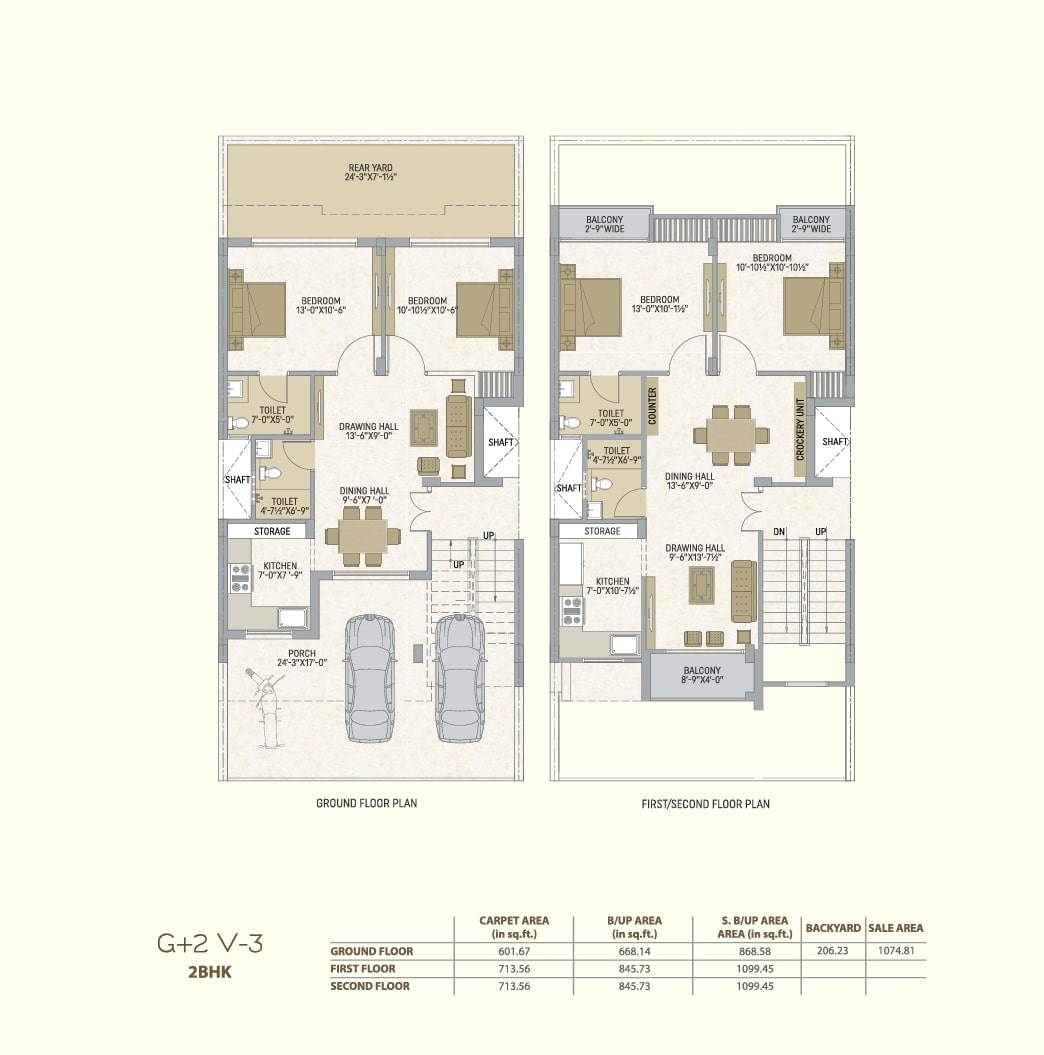 REAR YARD
24'-3"X7'-1½"
BEDROOM
13'-0"X10'-6"
BEDROOM
10'-10½"X10'-6"
TOILET
7'-0"X5'-0"
DRAWING HALL
13'-6"X9'-0"
SHAFT
SHAFT
DINING HALL
9'-6"X7'-0"
TOILET
4'-7½"X6'-9"
STORAGE
UP
UP
KITCHEN
7'-0"X7'-9"
PORCH
24'-3"X17'-0"
GROUND FLOOR PLAN
BALCONY
2'-9"WIDE
BALCONY
2'-9"WIDE
BEDROOM
10'-10½"X10'-10½"
BEDROOM
13'-0"X10'-1½"
COUNTER
CROCKERY UNIT
TOILET
7'-0"X5'-0"
SHAFT
TOILET
4'-7½"X6'-9"
DINING HALL
13'-6"X9'-0"
SHAFT
STORAGE
DN
UP
DRAWING HALL
9'-6"X13'-7½"
KITCHEN
7'-0"X10'-7½"
BALCONY
8'-9"X4'-0"
FIRST/SECOND FLOOR PLAN
G+2 V-3
2BHK
CARPET AREA (in sq.ft.) B/UP AREA (in sq.ft.) S. B/UP AREA AREA (in sq.ft.) BACKYARD SALE AREA
GROUND FLOOR 601.67 668.14 868.58 206.23 1074.81
FIRST FLOOR 713.56 845.73 1099.45
SECOND FLOOR 713.56 845.73 1099.45